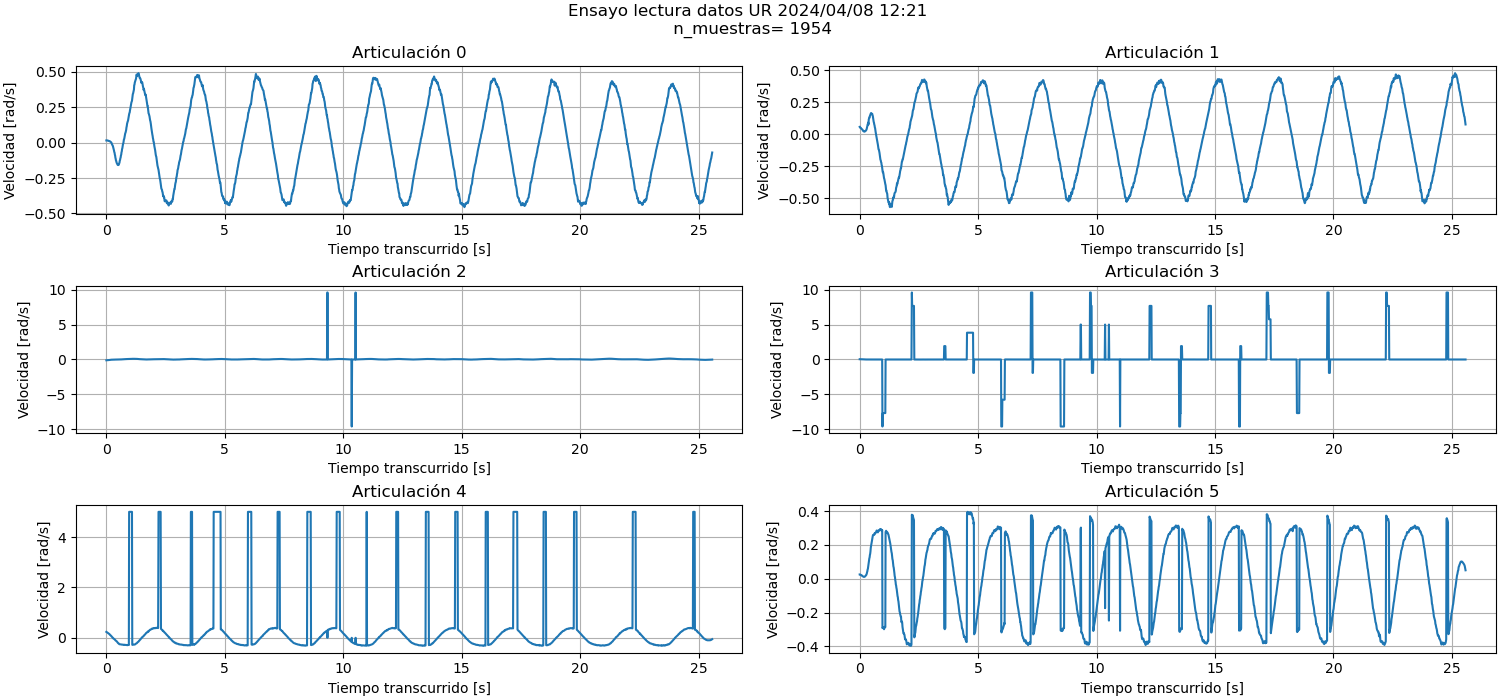 Ensayo lectura datos UR 2024/04/08 12:21
n_muestras= 1954
Articulación 0
Velocidad [rad/s]
0.50
0.25
0.00
−0.25
−0.50
0 5 10 15 20 25
Tiempo transcurrido [s]
Articulación 1
Velocidad [rad/s]
0.50
0.25
0.00
−0.25
−0.50
0 5 10 15 20 25
Tiempo transcurrido [s]
Articulación 2
Velocidad [rad/s]
10
5
0
−5
−10
0 5 10 15 20 25
Tiempo transcurrido [s]
Articulación 3
Velocidad [rad/s]
10
5
0
−5
−10
0 5 10 15 20 25
Tiempo transcurrido [s]
Articulación 4
Velocidad [rad/s]
4
2
0
0 5 10 15 20 25
Tiempo transcurrido [s]
Articulación 5
Velocidad [rad/s]
0.4
0.2
0.0
−0.2
−0.4
0 5 10 15 20 25
Tiempo transcurrido [s]